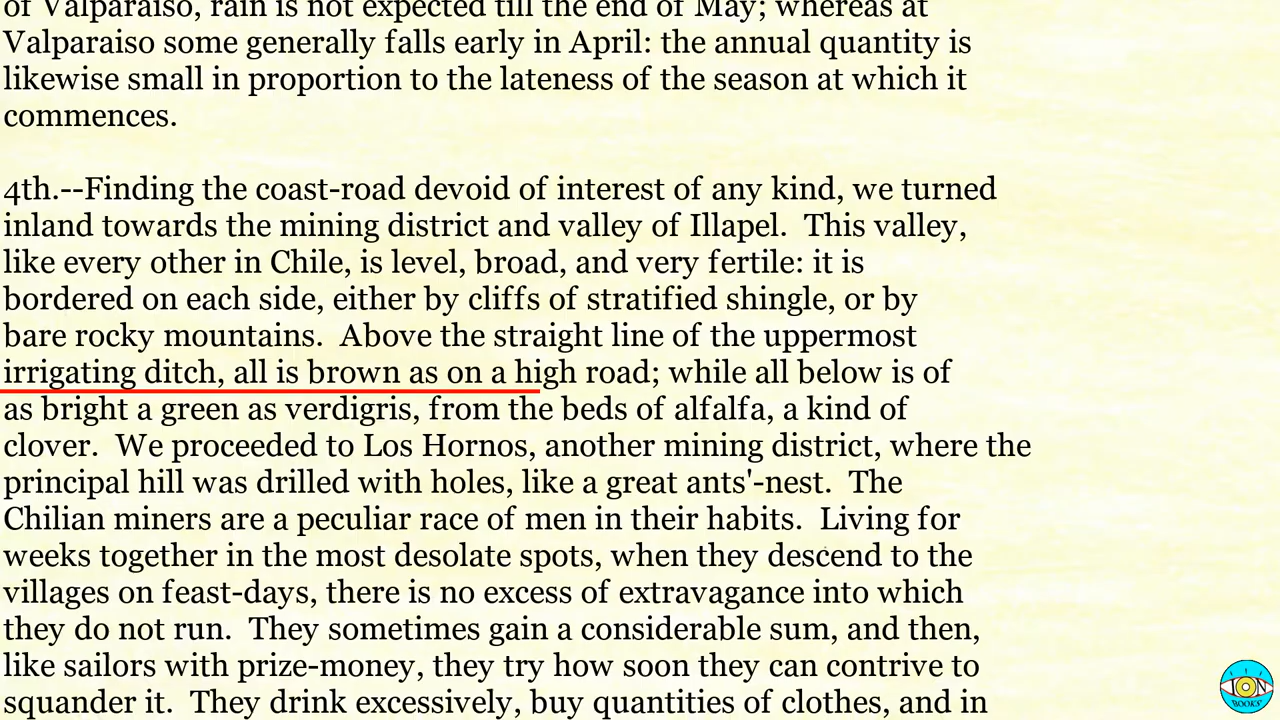 of Valparaiso, rain is not expected till the end of May; whereas at
Valparaiso some generally falls early in April: the annual quantity is
likewise small in proportion to the lateness of the season at which it
commences.
4th.--Finding the coast-road devoid of interest of any kind, we turned
inland towards the mining district and valley of Illapel.  This valley,
like every other in Chile, is level, broad, and very fertile: it is
bordered on each side, either by cliffs of stratified shingle, or by
bare rocky mountains.  Above the straight line of the uppermost
irrigating ditch, all is brown as on a high road; while all below is of
as bright a green as verdigris, from the beds of alfalfa, a kind of
clover.  We proceeded to Los Hornos, another mining district, where the
principal hill was drilled with holes, like a great ants'-nest.  The
Chilian miners are a peculiar race of men in their habits.  Living for
weeks together in the most desolate spots, when they descend to the
villages on feast-days, there is no excess of extravagance into which
they do not run.  They sometimes gain a considerable sum, and then,
like sailors with prize-money, they try how soon they can contrive to
squander it.  They drink excessively, buy quantities of clothes, and in
ION
BOOKS